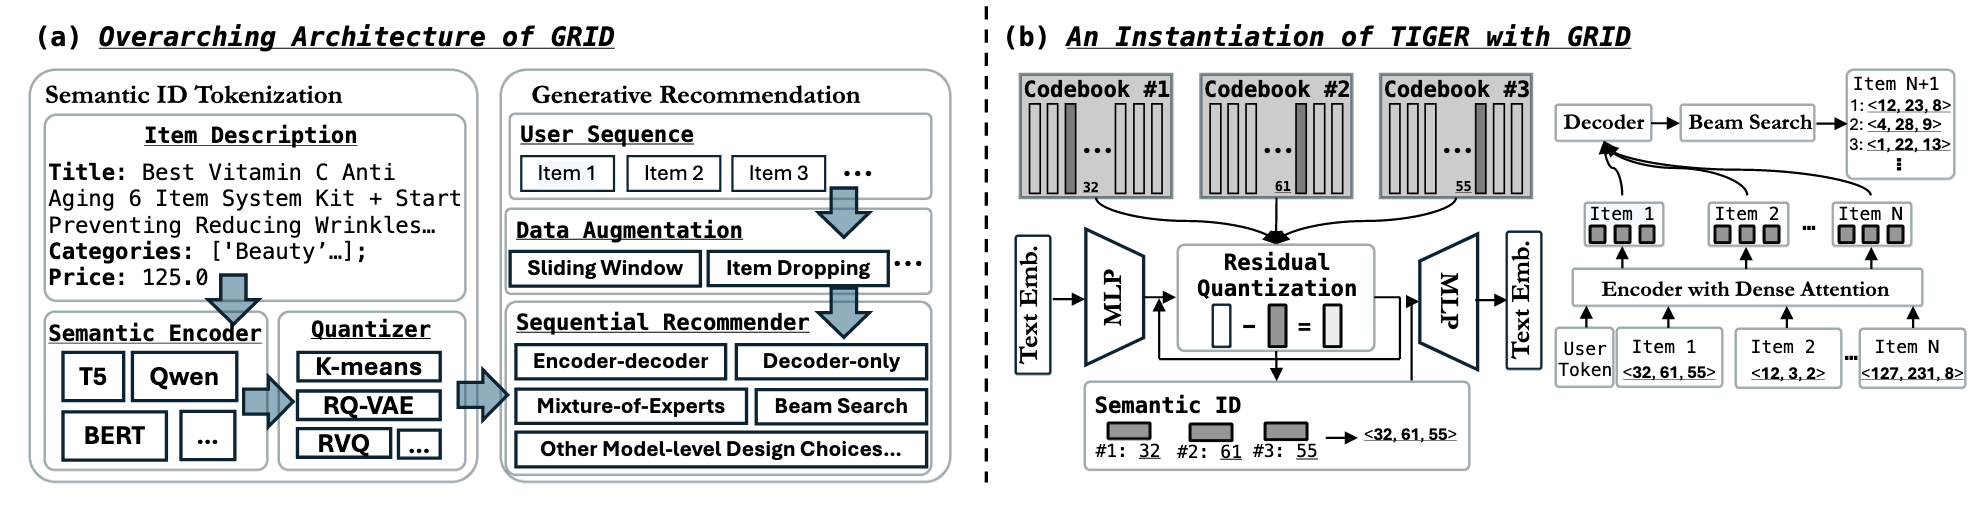 (a) Overarching Architecture of GRID
Semantic ID Tokenization
Item Description
Title: Best Vitamin C Anti
Aging 6 Item System Kit + Start
Preventing Reducing Wrinkles…
Categories: ['Beauty’…];
Price: 125.0
Semantic Encoder
T5
Qwen
BERT
...
Quantizer
K-means
RQ-VAE
RVQ
...
Generative Recommendation
User Sequence
Item 1
Item 2
Item 3
...
Data Augmentation
Sliding Window
Item Dropping
...
Sequential Recommender
Encoder-decoder
Decoder-only
Mixture-of-Experts
Beam Search
Other Model-level Design Choices...
(b) An Instantiation of TIGER with GRID
Codebook #1
...
32
Codebook #2
...
61
Codebook #3
...
55
Text Emb.
MLP
Residual
Quantization
- =
MLP
Text Emb.
Semantic ID
#1: 32
#2: 61
#3: 55
<32, 61, 55>
Decoder
Beam Search
Item N+1
1: <12, 23, 8>
2: <4, 28, 9>
3: <1, 22, 13>
...
Item 1
Item 2
...
Item N
Encoder with Dense Attention
User
Token
Item 1
<32, 61, 55>
Item 2
<12, 3, 2>
...
Item N
<127, 231, 8>